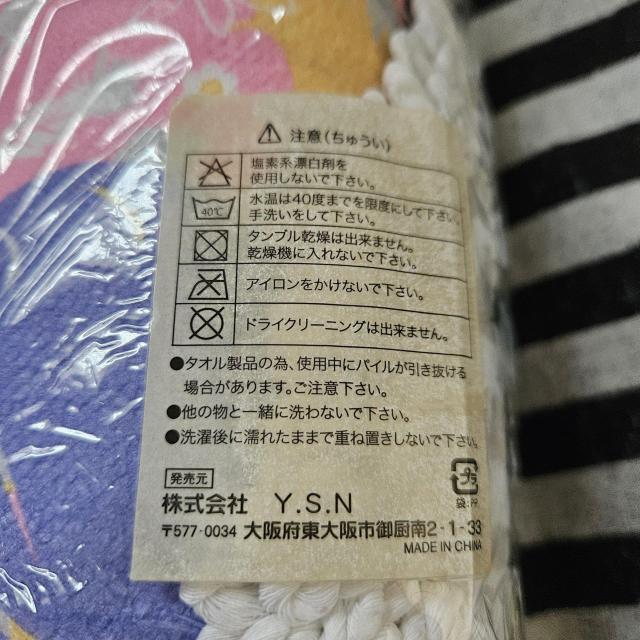 注意(ちゅうい)
塩素系漂白剤を
使用しないで下さい。
40℃
水温は40度までを限度にして下さい。
手洗いをして下さい。
タンブル乾燥は出来ません。
乾燥機に入れないで下さい。
アイロンをかけないで下さい。
ドライクリーニングは出来ません。
●タオル製品の為、使用中にパイルが引き抜ける
場合があります。ご注意下さい。
●他の物と一緒に洗わないで下さい。
●洗濯後に濡れたままで重ね置きしないで下さい。
発売元
プラ
株式会社 Y.S.N
袋:PP
〒577-0034 大阪府東大阪市御厨南2-1-33
MADE IN CHINA